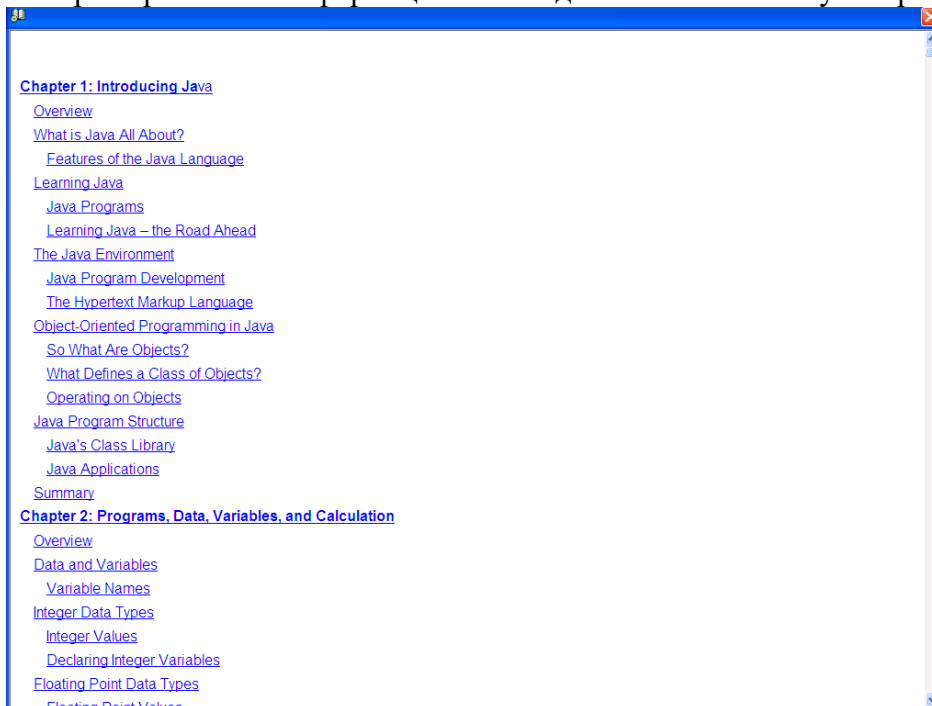 Chapter 1: Introducing Java
Overview
What is Java All About?
Features of the Java Language
Learning Java
Java Programs
Learning Java – the Road Ahead
The Java Environment
Java Program Development
The Hypertext Markup Language
Object-Oriented Programming in Java
So What Are Objects?
What Defines a Class of Objects?
Operating on Objects
Java Program Structure
Java's Class Library
Java Applications
Summary
Chapter 2: Programs, Data, Variables, and Calculation
Overview
Data and Variables
Variable Names
Integer Data Types
Integer Values
Declaring Integer Variables
Floating Point Data Types
Floating Point Values